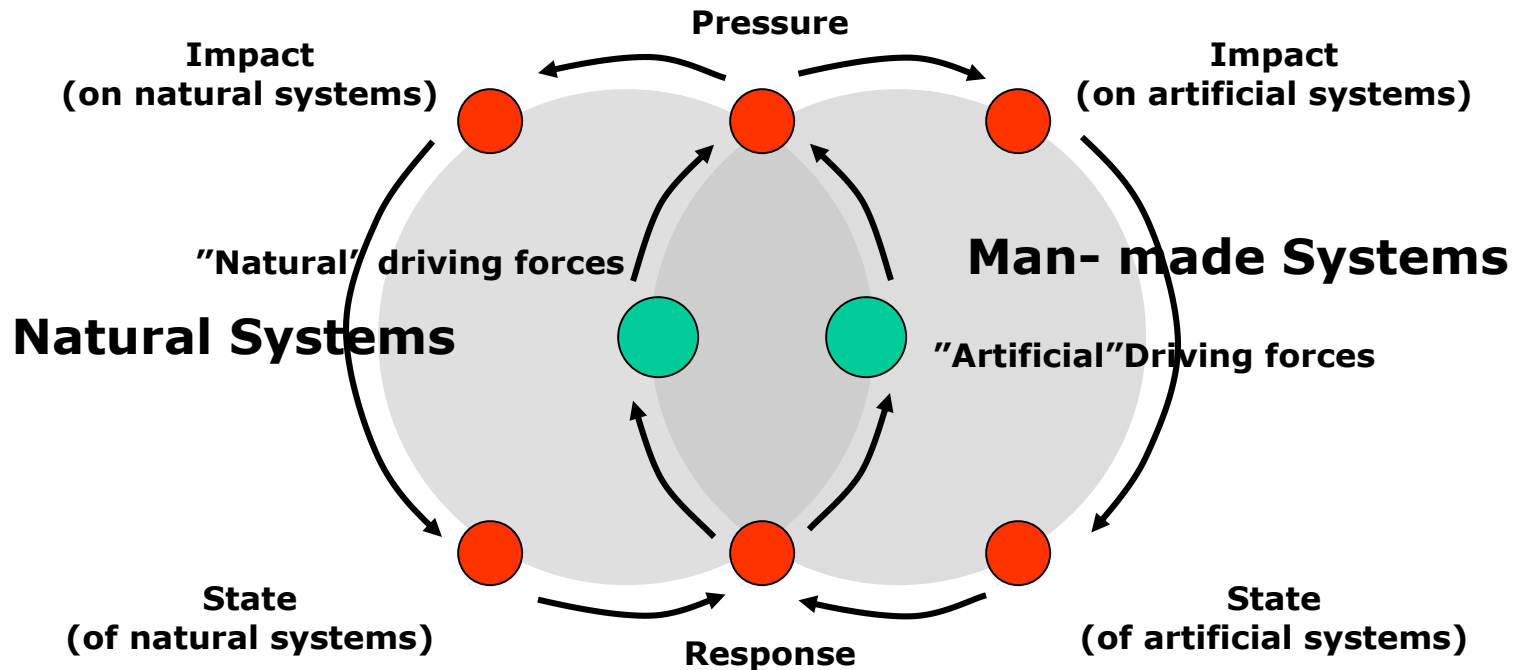 Pressure
Impact
(on natural systems)
Impact
(on artificial systems)
”Natural” driving forces
Man- made Systems
Natural Systems
”Artificial”Driving forces
State
(of natural systems)
State
(of artificial systems)
Response